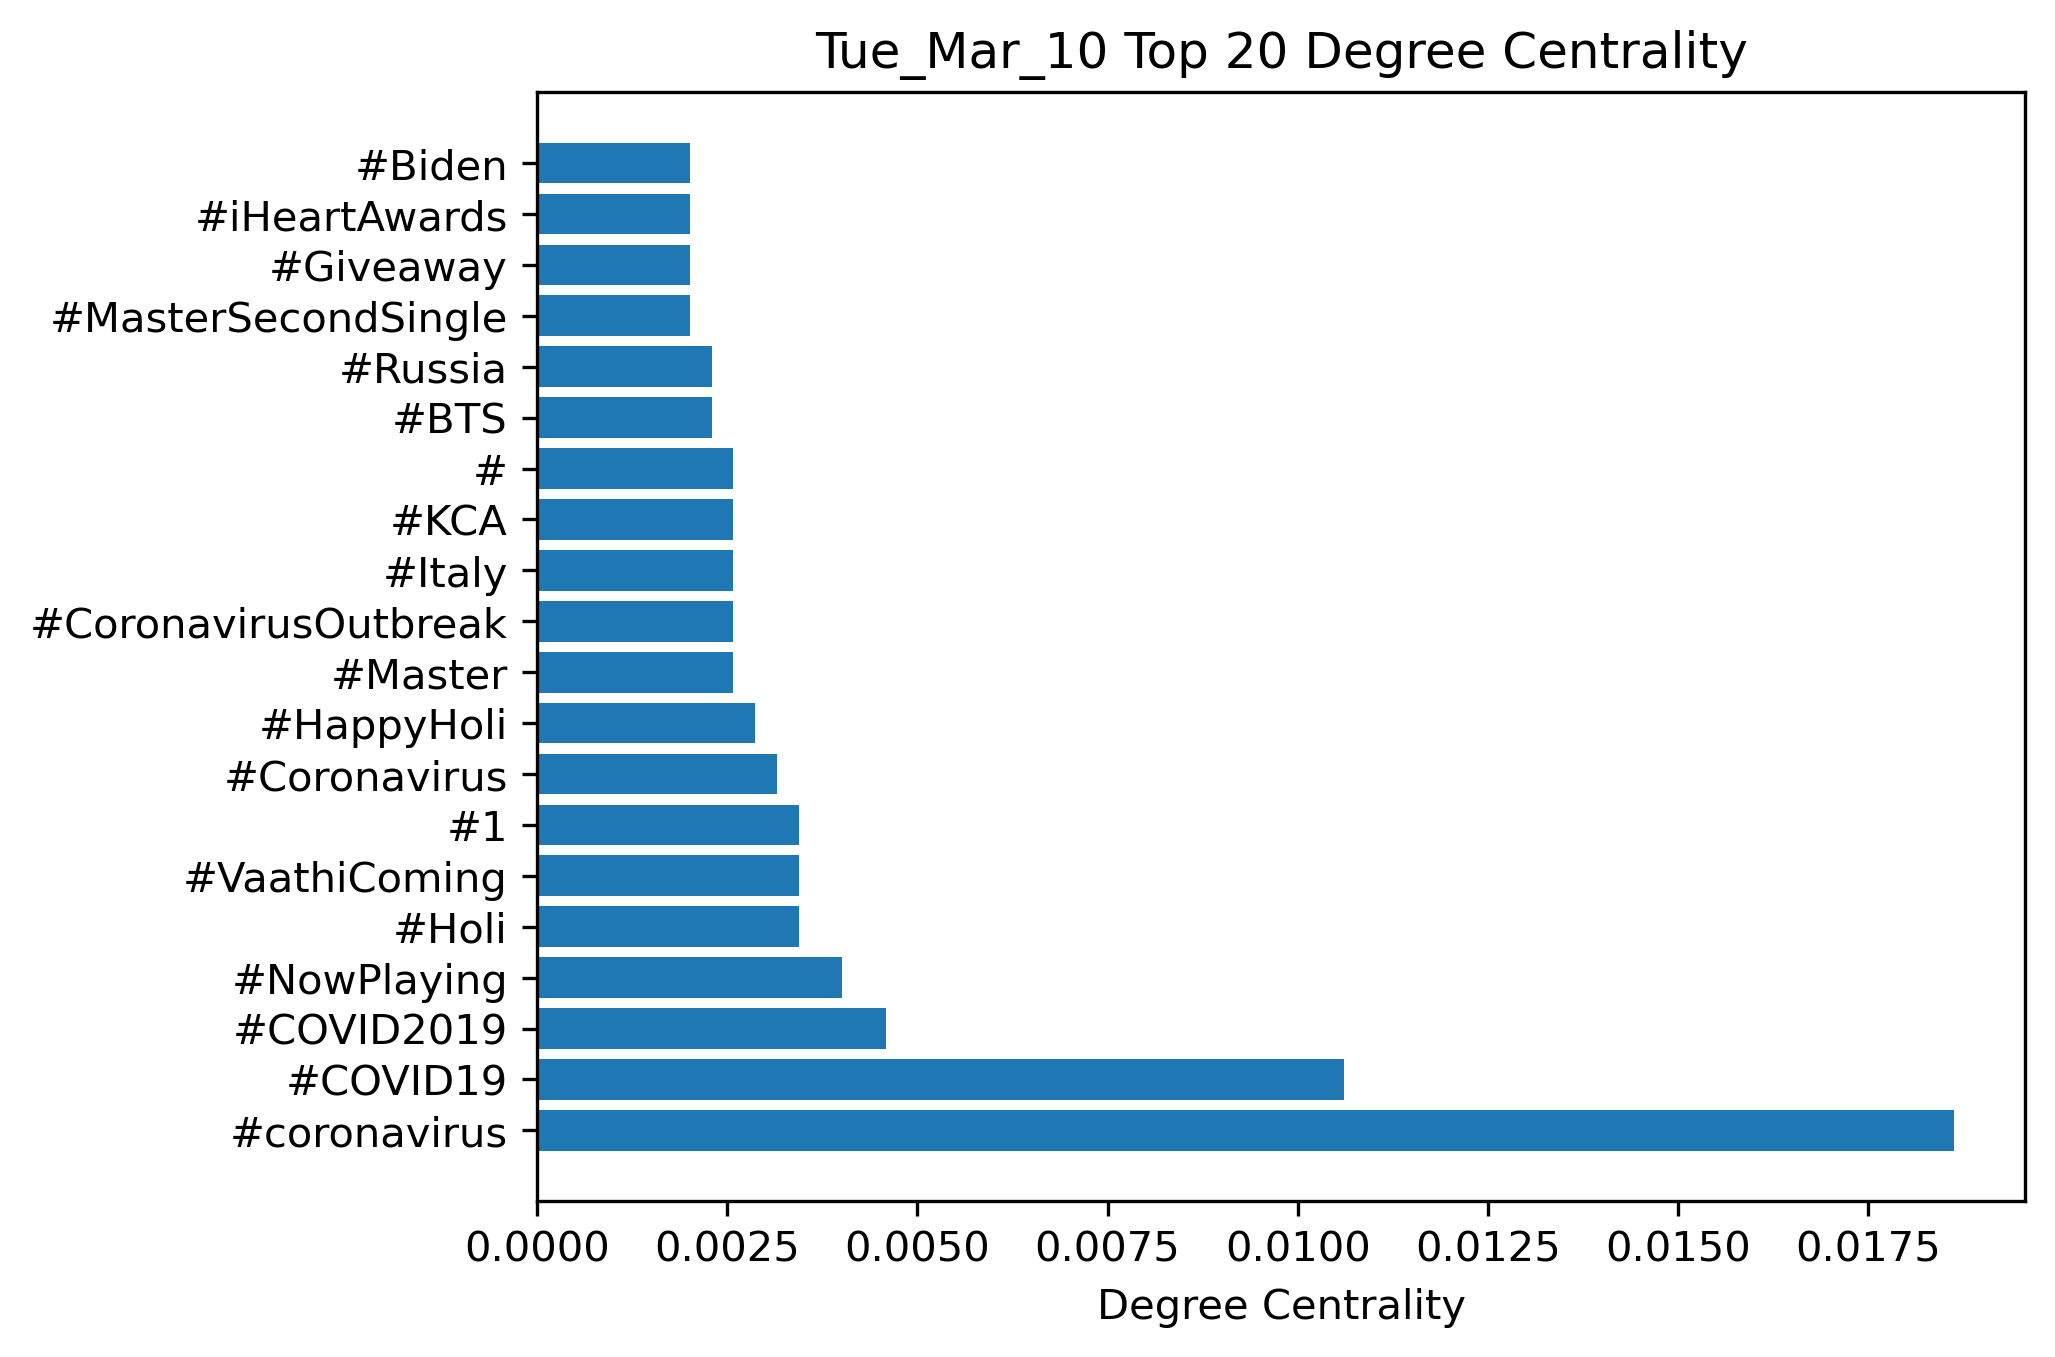 Tue_Mar_10 Top 20 Degree Centrality
#Biden
#iHeartAwards
#Giveaway
#MasterSecondSingle
#Russia
#BTS
#
#KCA
#Italy
#CoronavirusOutbreak
#Master
#HappyHoli
#Coronavirus
#1
#VaathiComing
#Holi
#NowPlaying
#COVID2019
#COVID19
#coronavirus
0.0000 0.0025 0.0050 0.0075 0.0100 0.0125 0.0150 0.0175
Degree Centrality